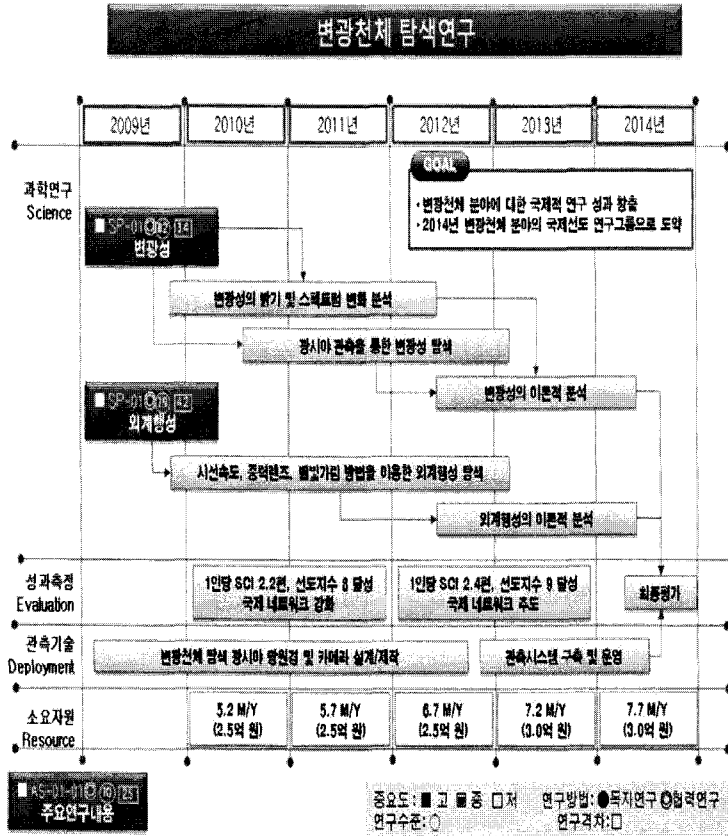 변광천체 탐색연구
2009년 2010년 2011년 2012년 2013년 2014년
과학연구
Science
GOAL
· 변광천체 분야에 대한 국제적 연구 성과 창출
· 2014년 변광천체 분야의 국제선도 연구그룹으로 도약
SP-01
변광성
변광성의 밝기 및 스펙트럼 변화 분석
광시야 관측을 통한 변광성 탐색
변광성의 이론적 분석
SP-01
외계행성
시선속도, 중력렌즈, 별빛가림 방법을 이용한 외계행성 탐색
외계행성의 이론적 분석
성과측정
Evaluation
1인당 SCI 2.2편, 선도지수 8 달성
국제 네트워크 강화
1인당 SCI 2.4편, 선도지수 9 달성
국제 네트워크 주도
최종평가
관측기술
Deployment
변광천체 탐색 광시야 망원경 및 카메라 설계/제작
관측시스템 구축 및 운영
소요자원
Resource
5.2 M/Y
(2.5억 원)
5.7 M/Y
(2.5억 원)
6.7 M/Y
(2.5억 원)
7.2 M/Y
(3.0억 원)
7.7 M/Y
(3.0억 원)
주요연구내용
중요도: 고 중 저 연구방법: 독자연구 협력연구
연구수준: 연구격차: